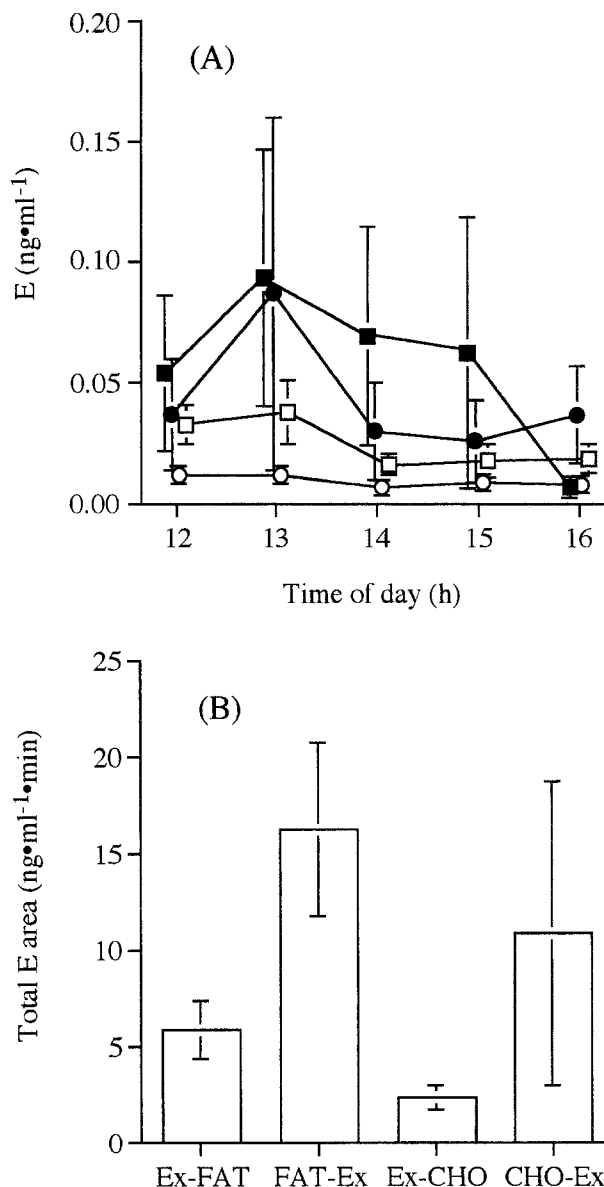 0.20
(A)
0.15
E (ng•ml⁻¹)
0.10
0.05
0.00
12 13 14 15 16
Time of day (h)
25
(B)
20
Total E area (ng•ml⁻¹•min)
15
10
5
0
Ex-FAT FAT-Ex Ex-CHO CHO-Ex